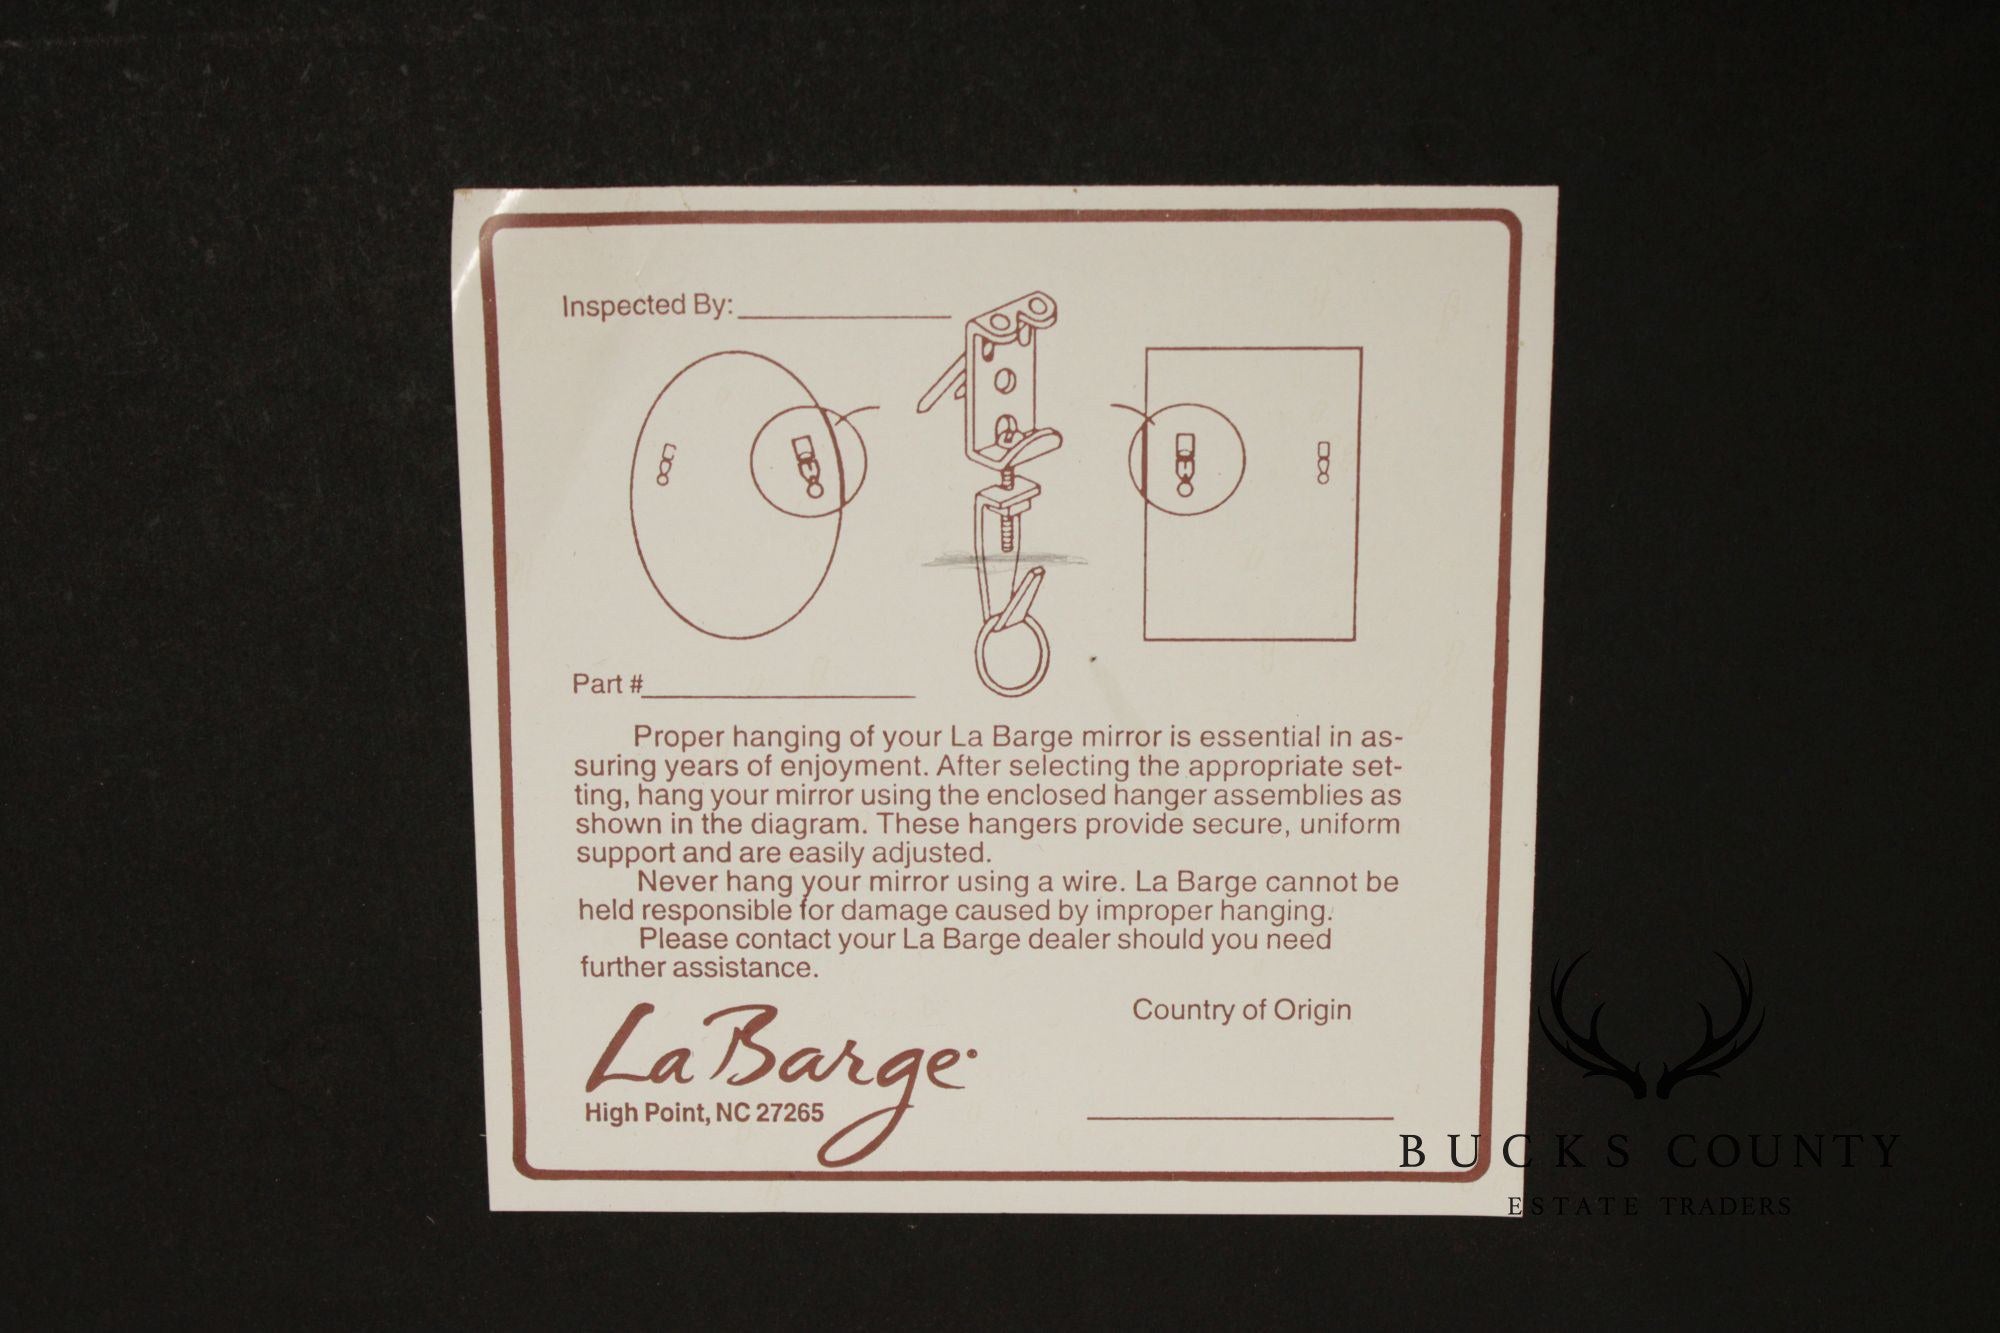 Inspected By:
Part #
Proper hanging of your La Barge mirror is essential in as-
suring years of enjoyment. After selecting the appropriate set-
ting, hang your mirror using the enclosed hanger assemblies as
shown in the diagram. These hangers provide secure, uniform
support and are easily adjusted.
Never hang your mirror using a wire. La Barge cannot be
held responsible for damage caused by improper hanging.
Please contact your La Barge dealer should you need
further assistance.
La Barge
High Point, NC 27265
Country of Origin
BUCKS COUNTY
ESTATE TRADERS